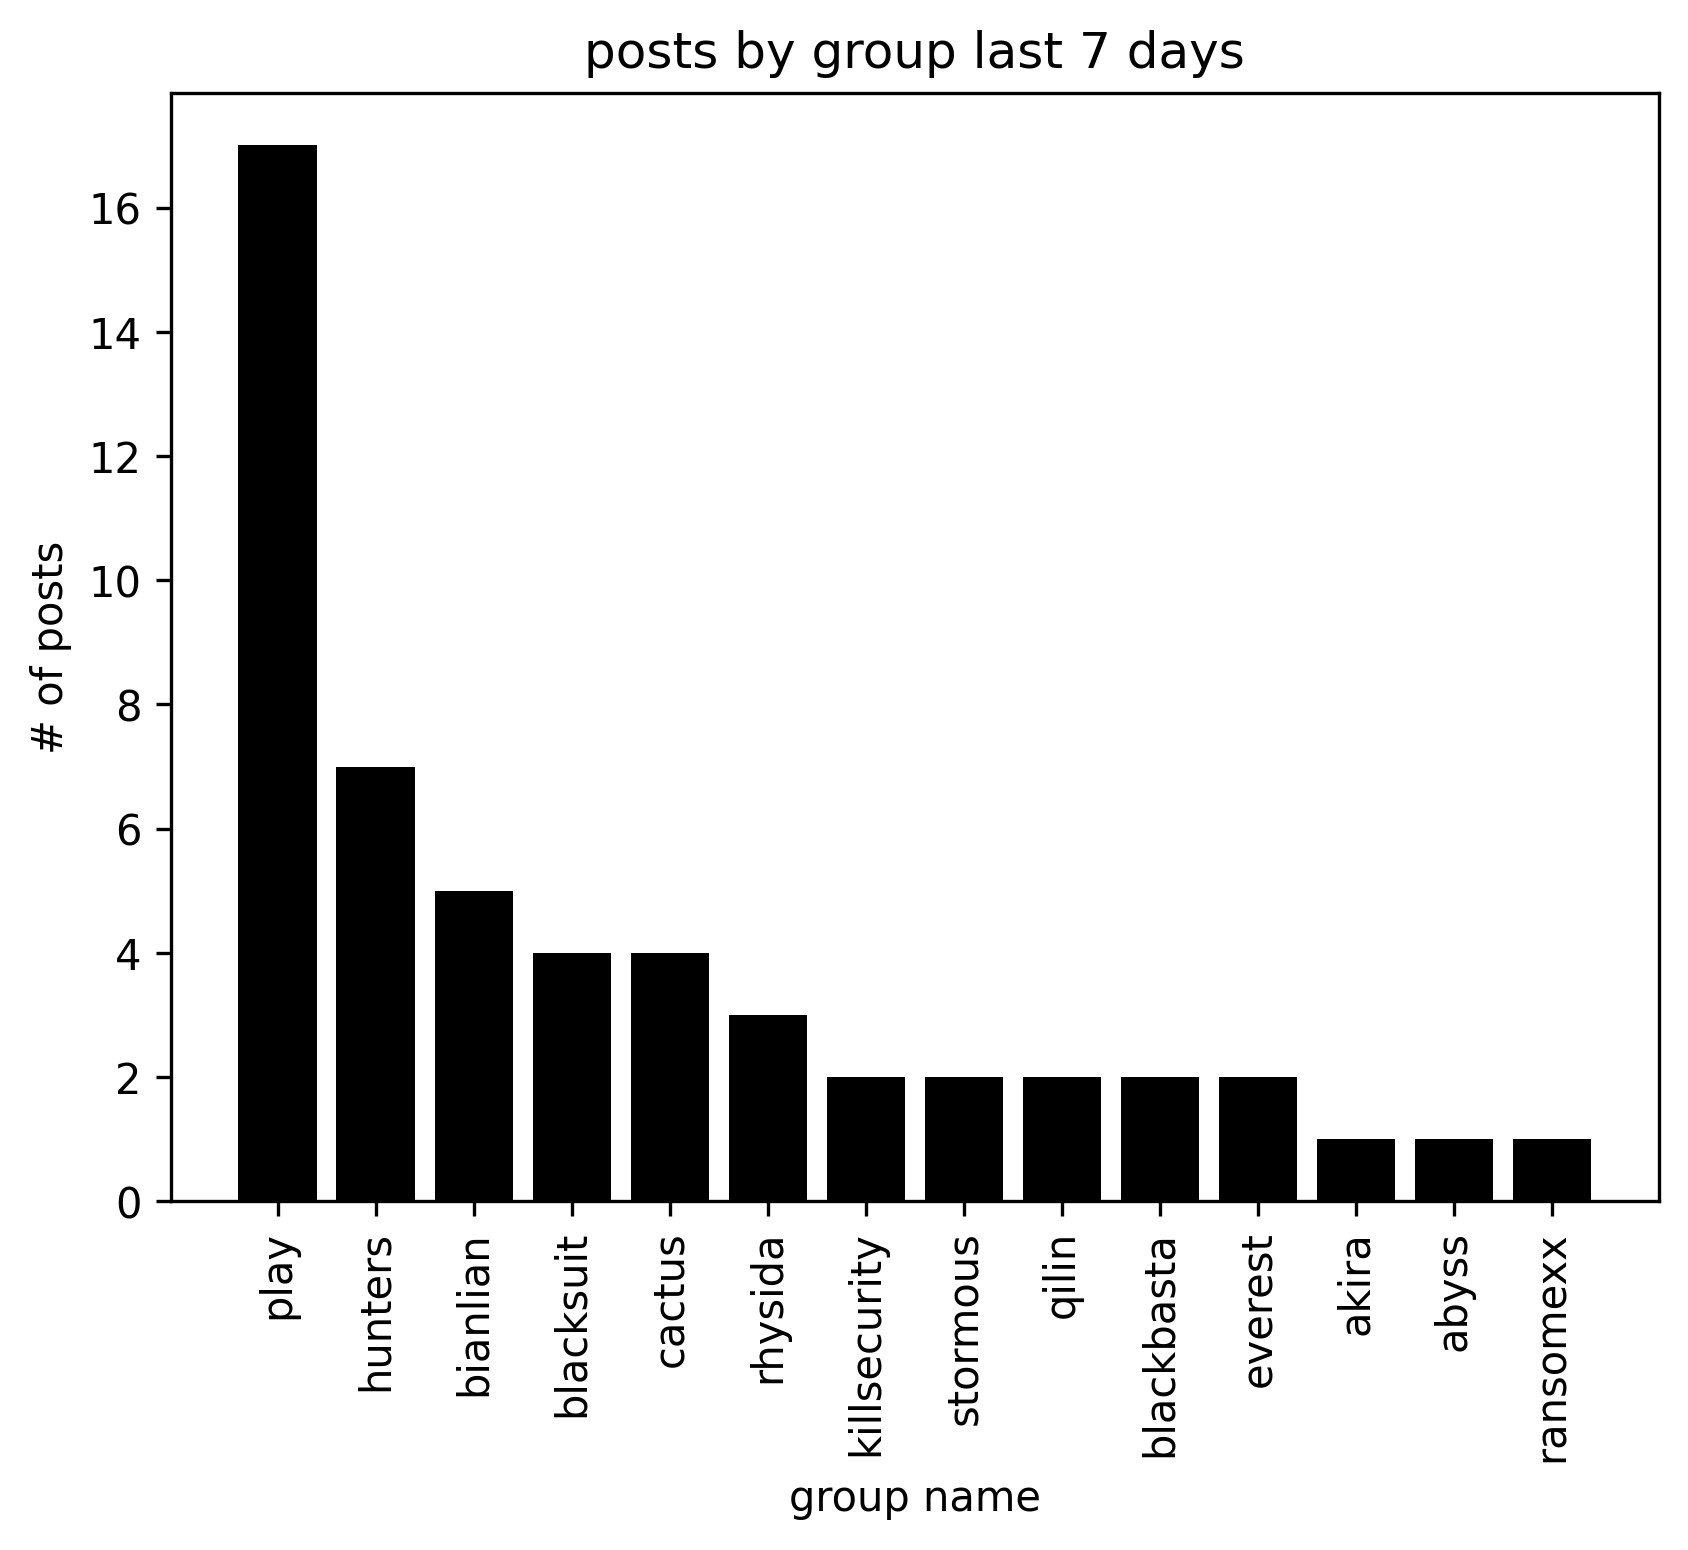 posts by group last 7 days
# of posts
16
14
12
10
8
6
4
2
0
play
hunters
bianlian
blacksuit
cactus
rhysida
killsecurity
stormous
qilin
blackbasta
everest
akira
abyss
ransomexx
group name